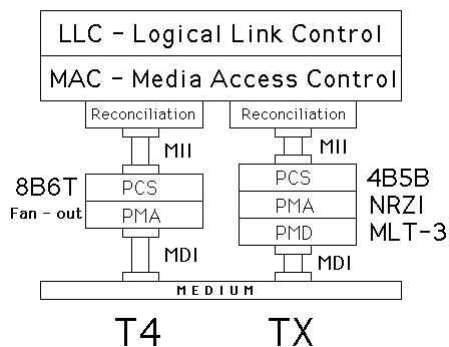 LLC - Logical Link Control
MAC - Media Access Control
Reconciliation Reconciliation
MII MII
8B6T PCS PCS 4B5B
Fan - out PMA PMA NRZI
PMD MLT-3
MDI MDI
MEDIUM
T4 TX